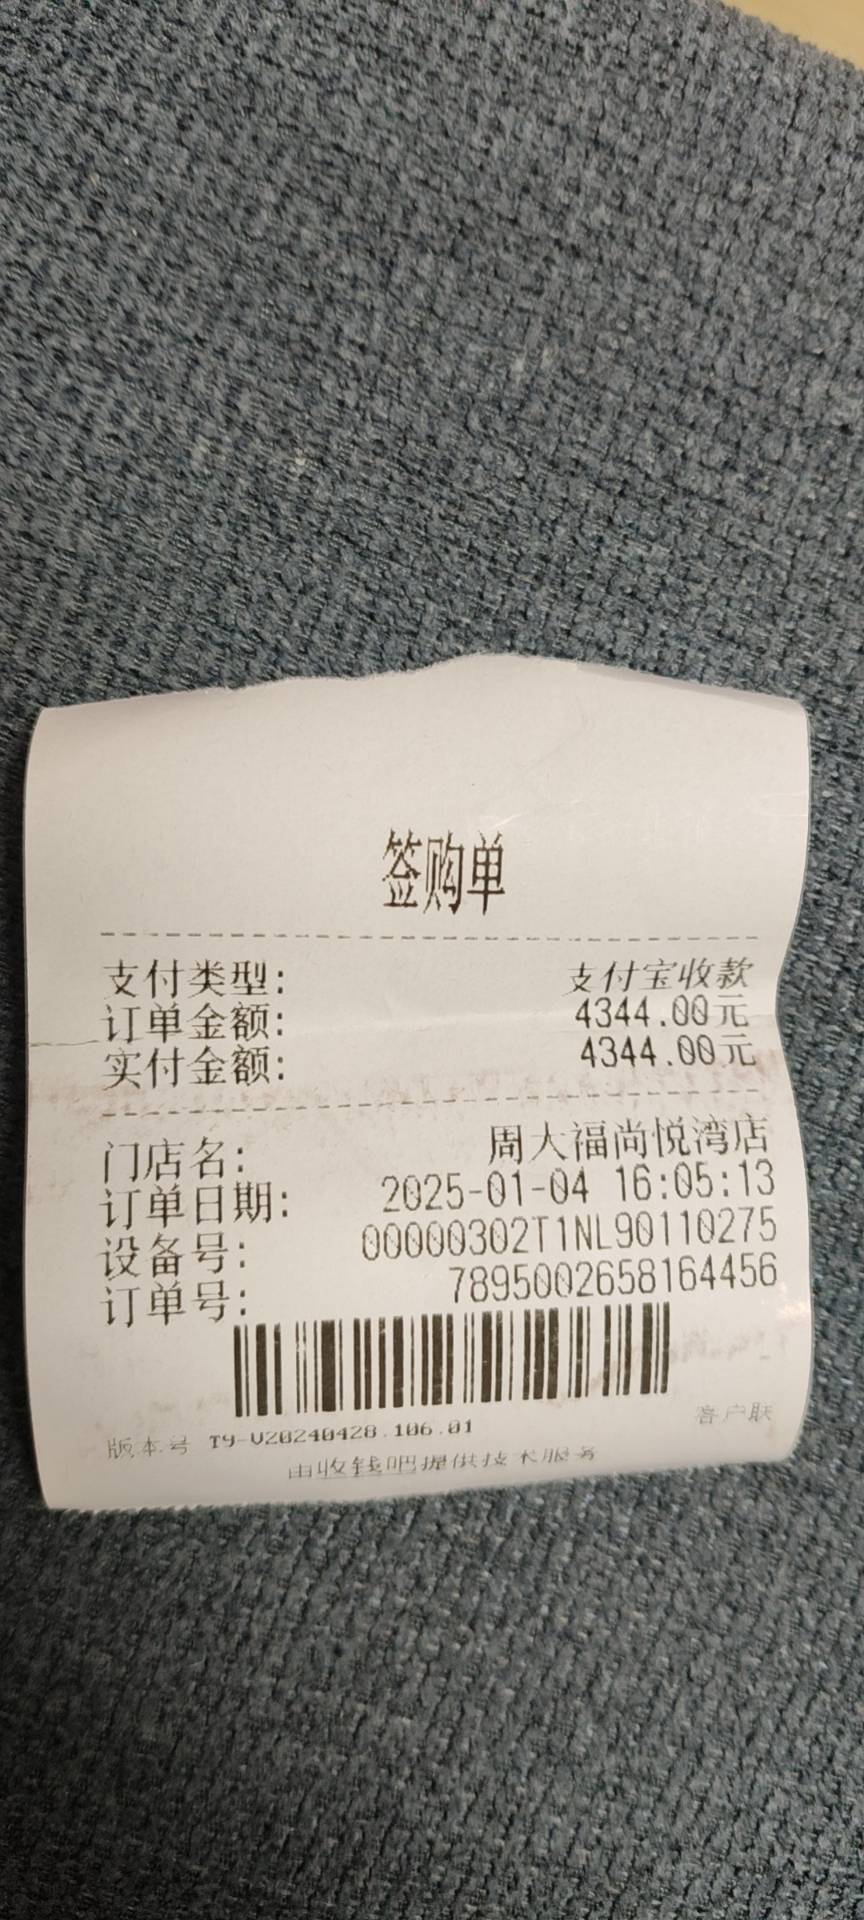 签购单
支付类型: 支付宝收款
订单金额: 4344.00元
实付金额: 4344.00元
门店名: 周大福尚悦湾店
订单日期: 2025-01-04 16:05:13
设备号: 00000302T1NL90110275
订单号: 7895002658164456
客户联
版本号 T9-V20240428.106.01
由收钱吧提供技术服务